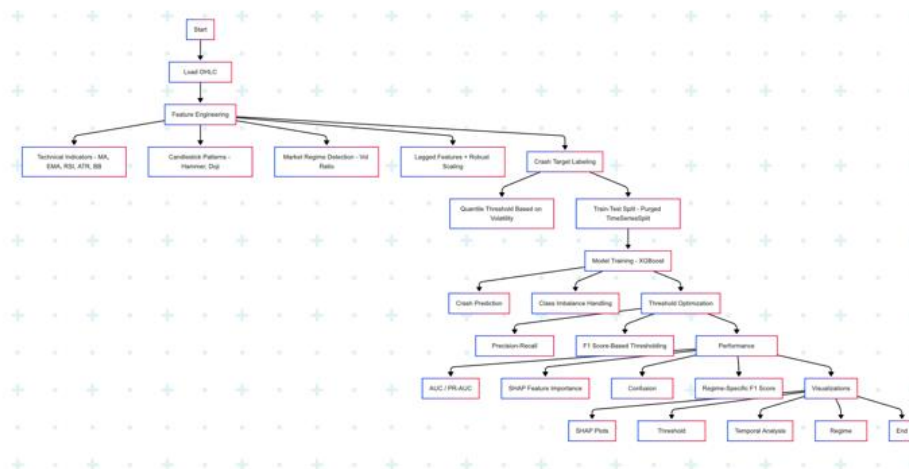 Start
Load OHLC
Feature Engineering
Technical Indicators - MA,
EMA, RSI, ATR, BB
Candlestick Patterns -
Hammer, Doji
Market Regime Detection - Vol
Ratio
Lagged Features + Robust
Scaling
Crash Target Labeling
Quantile Threshold Based on
Volatility
Train-Test Split - Purged
TimeSeriesSplit
Model Training - XGBoost
Crash Prediction
Class Imbalance Handling
Threshold Optimization
Precision-Recall
F1 Score-Based Thresholding
Performance
AUC / PR-AUC
SHAP Feature Importance
Confusion
Regime-Specific F1 Score
Visualizations
SHAP Plots
Threshold
Temporal Analysis
Regime
End